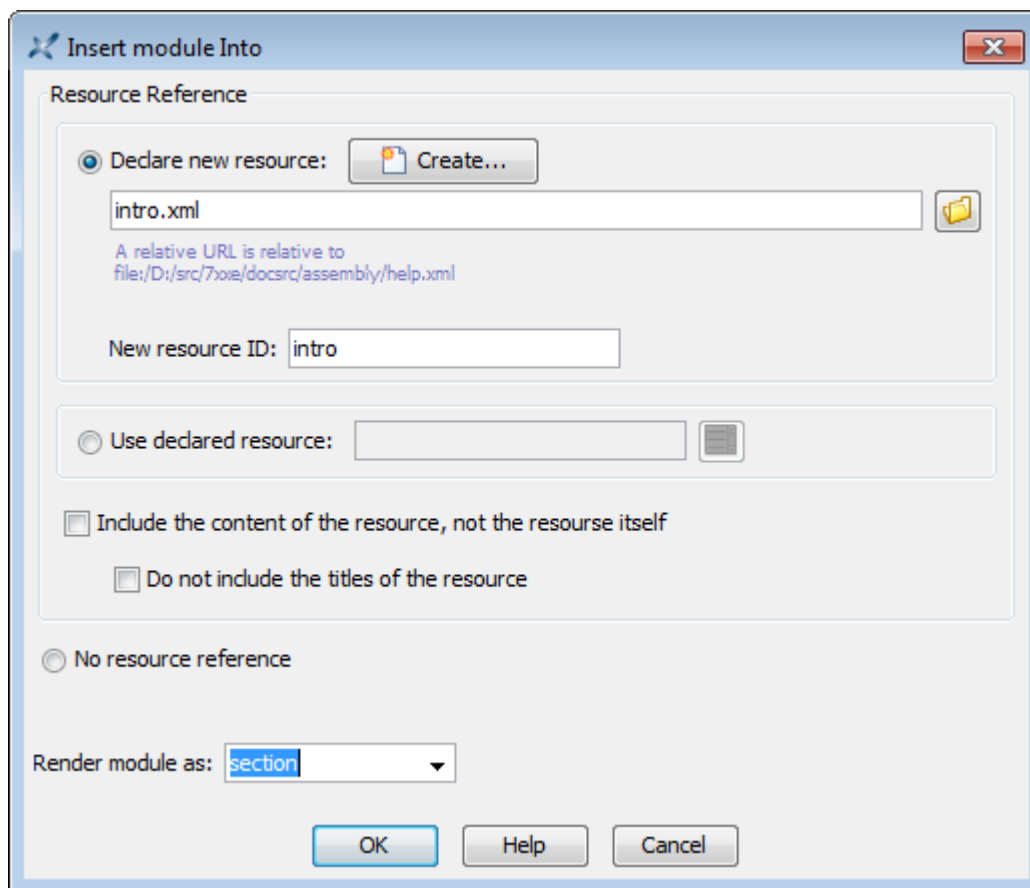 Insert module Into
Resource Reference
Declare new resource: Create...
intro.xml
A relative URL is relative to
file:/D:/src/7xxe/docsrc/assembly/help.xml
New resource ID: intro
Use declared resource:
Include the content of the resource, not the resourse itself
Do not include the titles of the resource
No resource reference
Render module as: section
OK Help Cancel